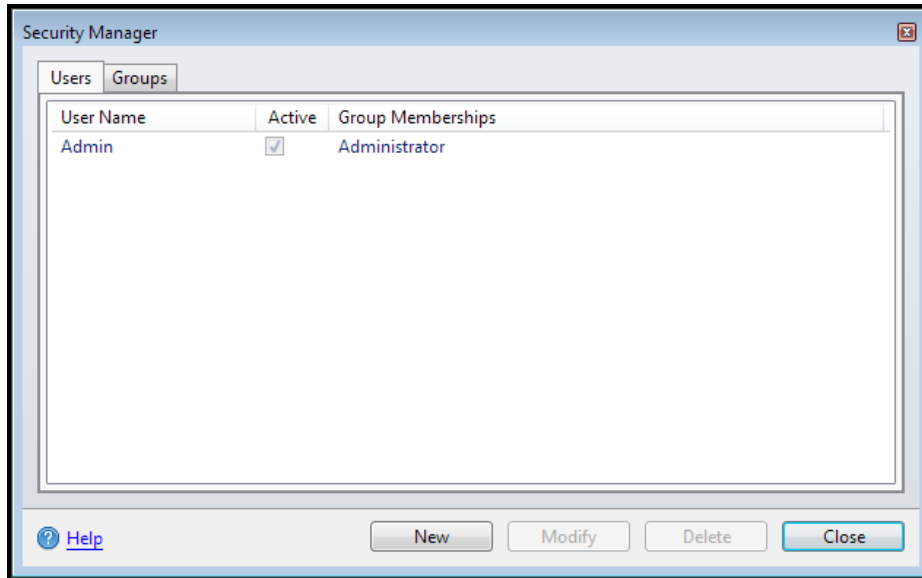 Security Manager
Users Groups
User Name Active Group Memberships
Admin Administrator
Help New Modify Delete Close